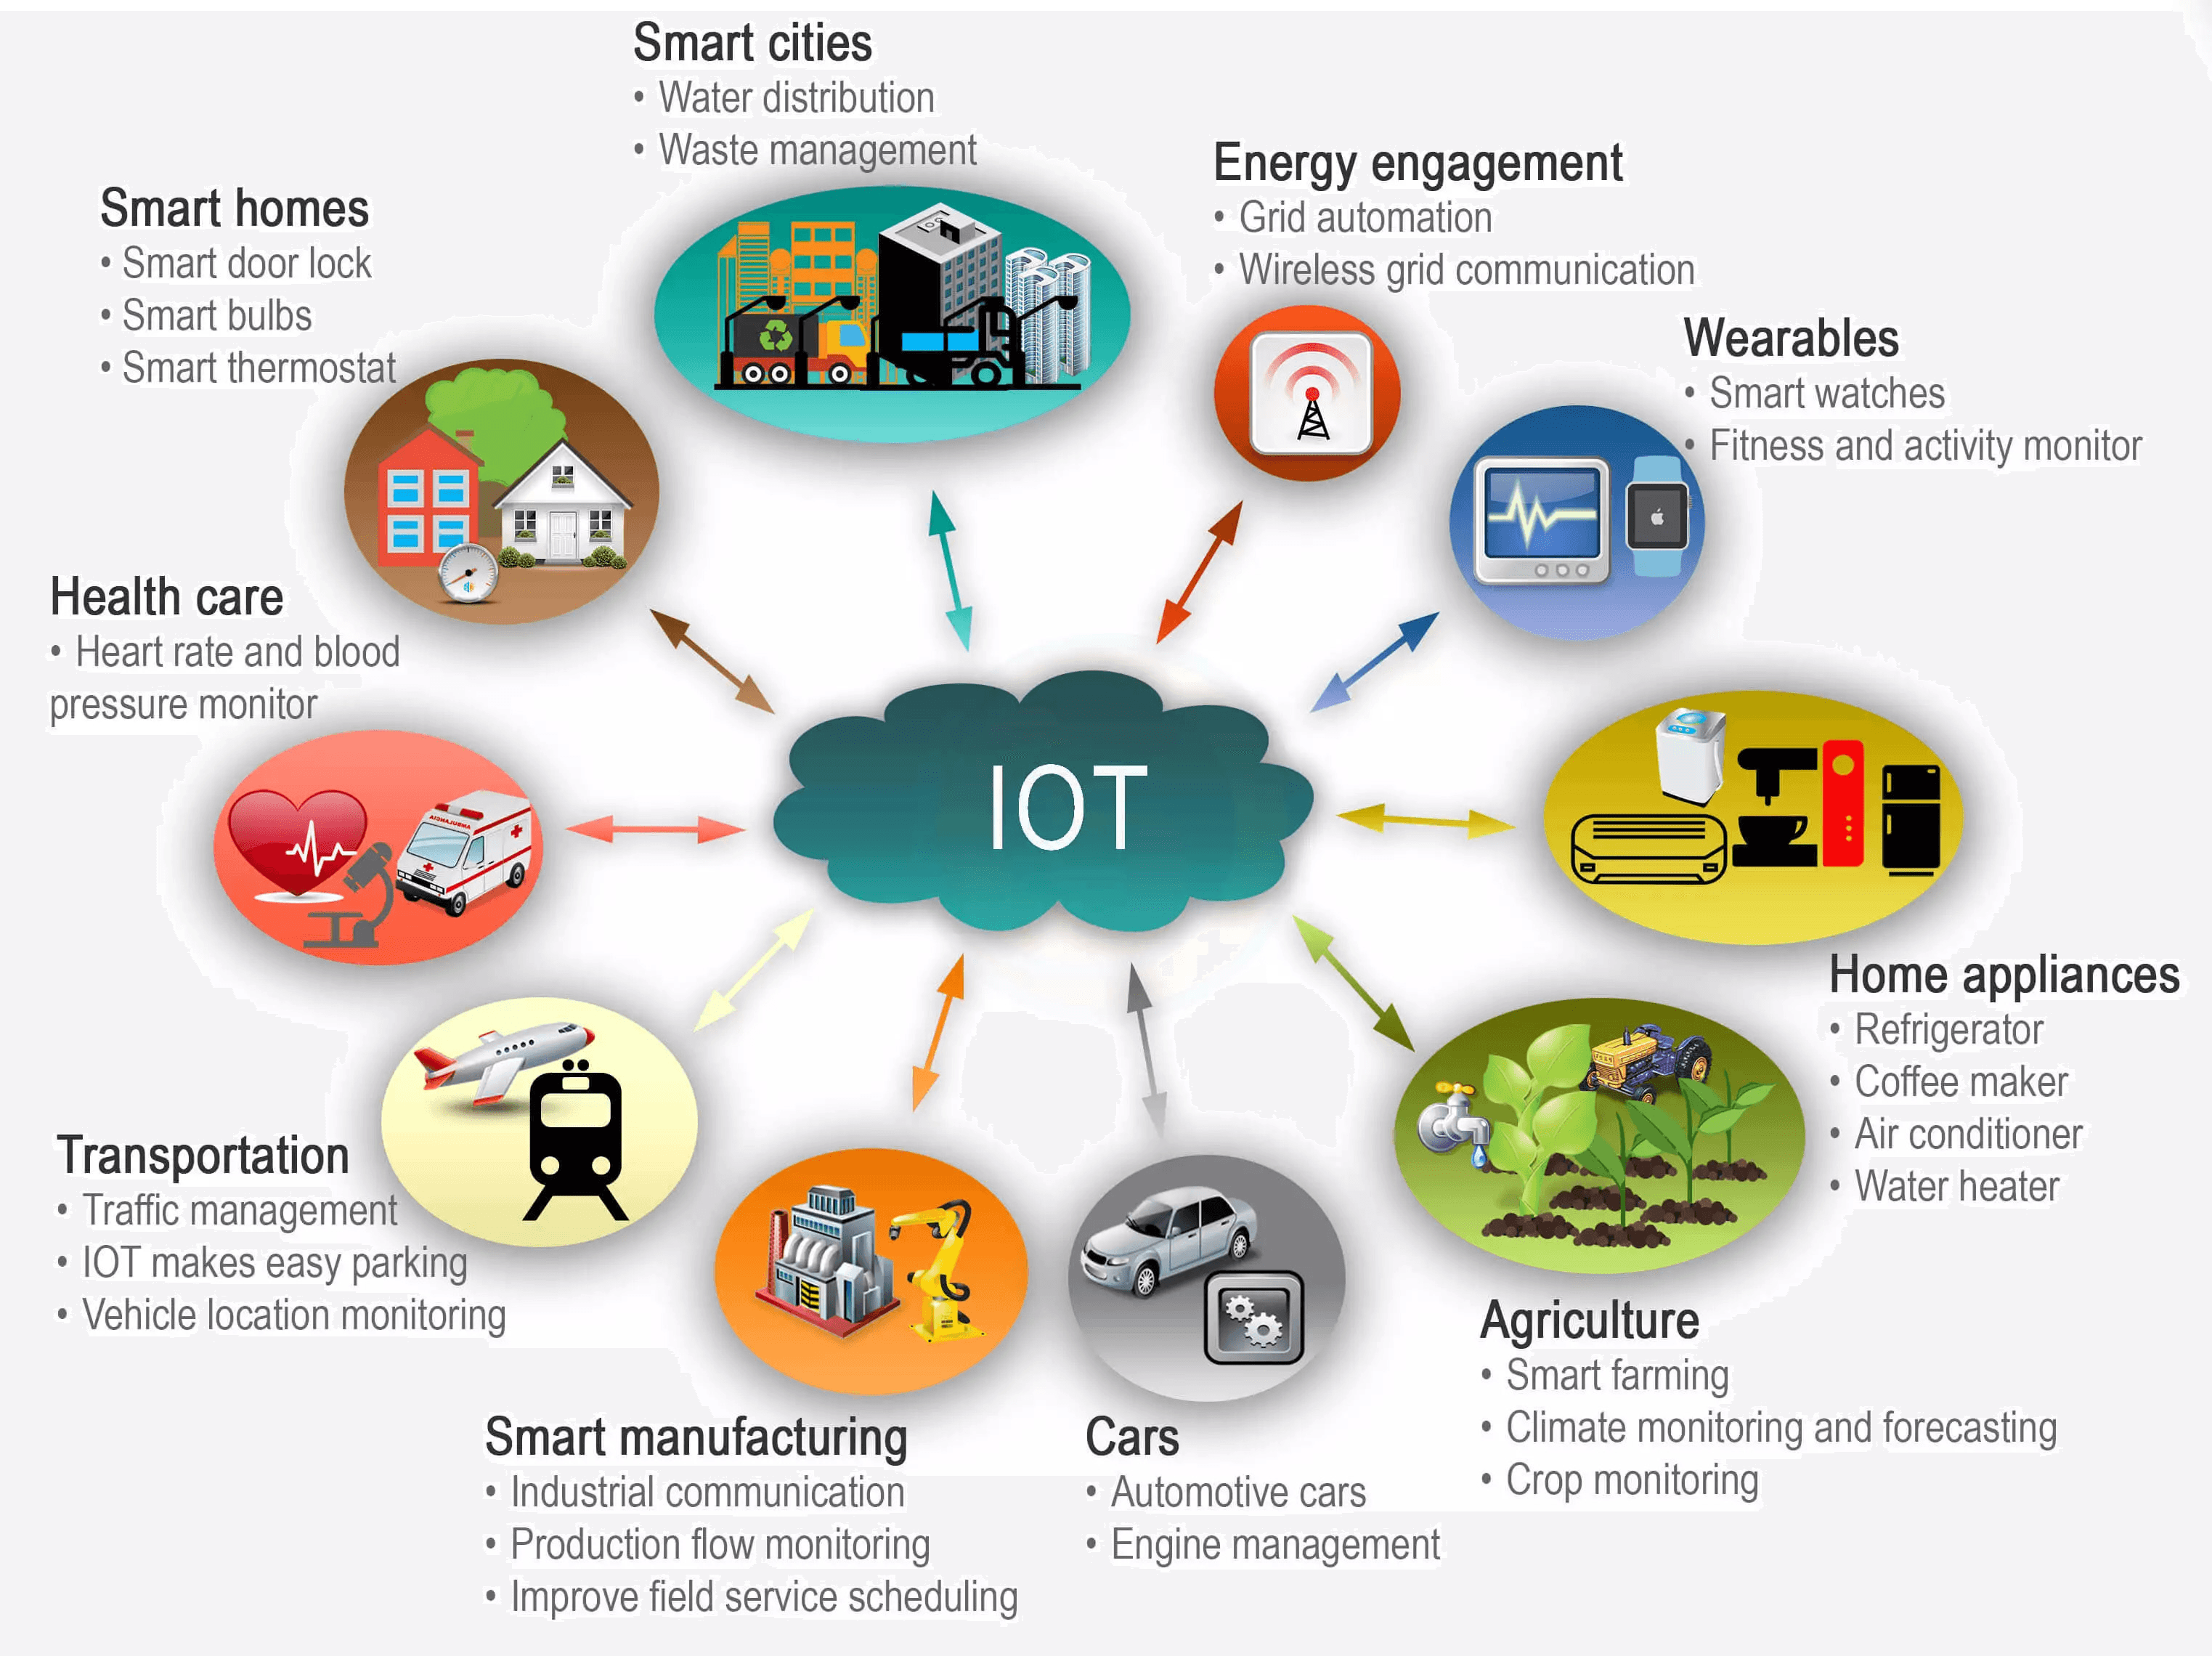 Smart cities
• Water distribution
• Waste management
Energy engagement
• Grid automation
• Wireless grid communication
Smart homes
• Smart door lock
• Smart bulbs
• Smart thermostat
Wearables
• Smart watches
• Fitness and activity monitor
Health care
• Heart rate and blood
pressure monitor
IOT
AMBULANCIA
Home appliances
• Refrigerator
• Coffee maker
• Air conditioner
• Water heater
Transportation
• Traffic management
• IOT makes easy parking
• Vehicle location monitoring
Agriculture
• Smart farming
• Climate monitoring and forecasting
• Crop monitoring
Smart manufacturing
• Industrial communication
• Production flow monitoring
• Improve field service scheduling
Cars
• Automotive cars
• Engine management